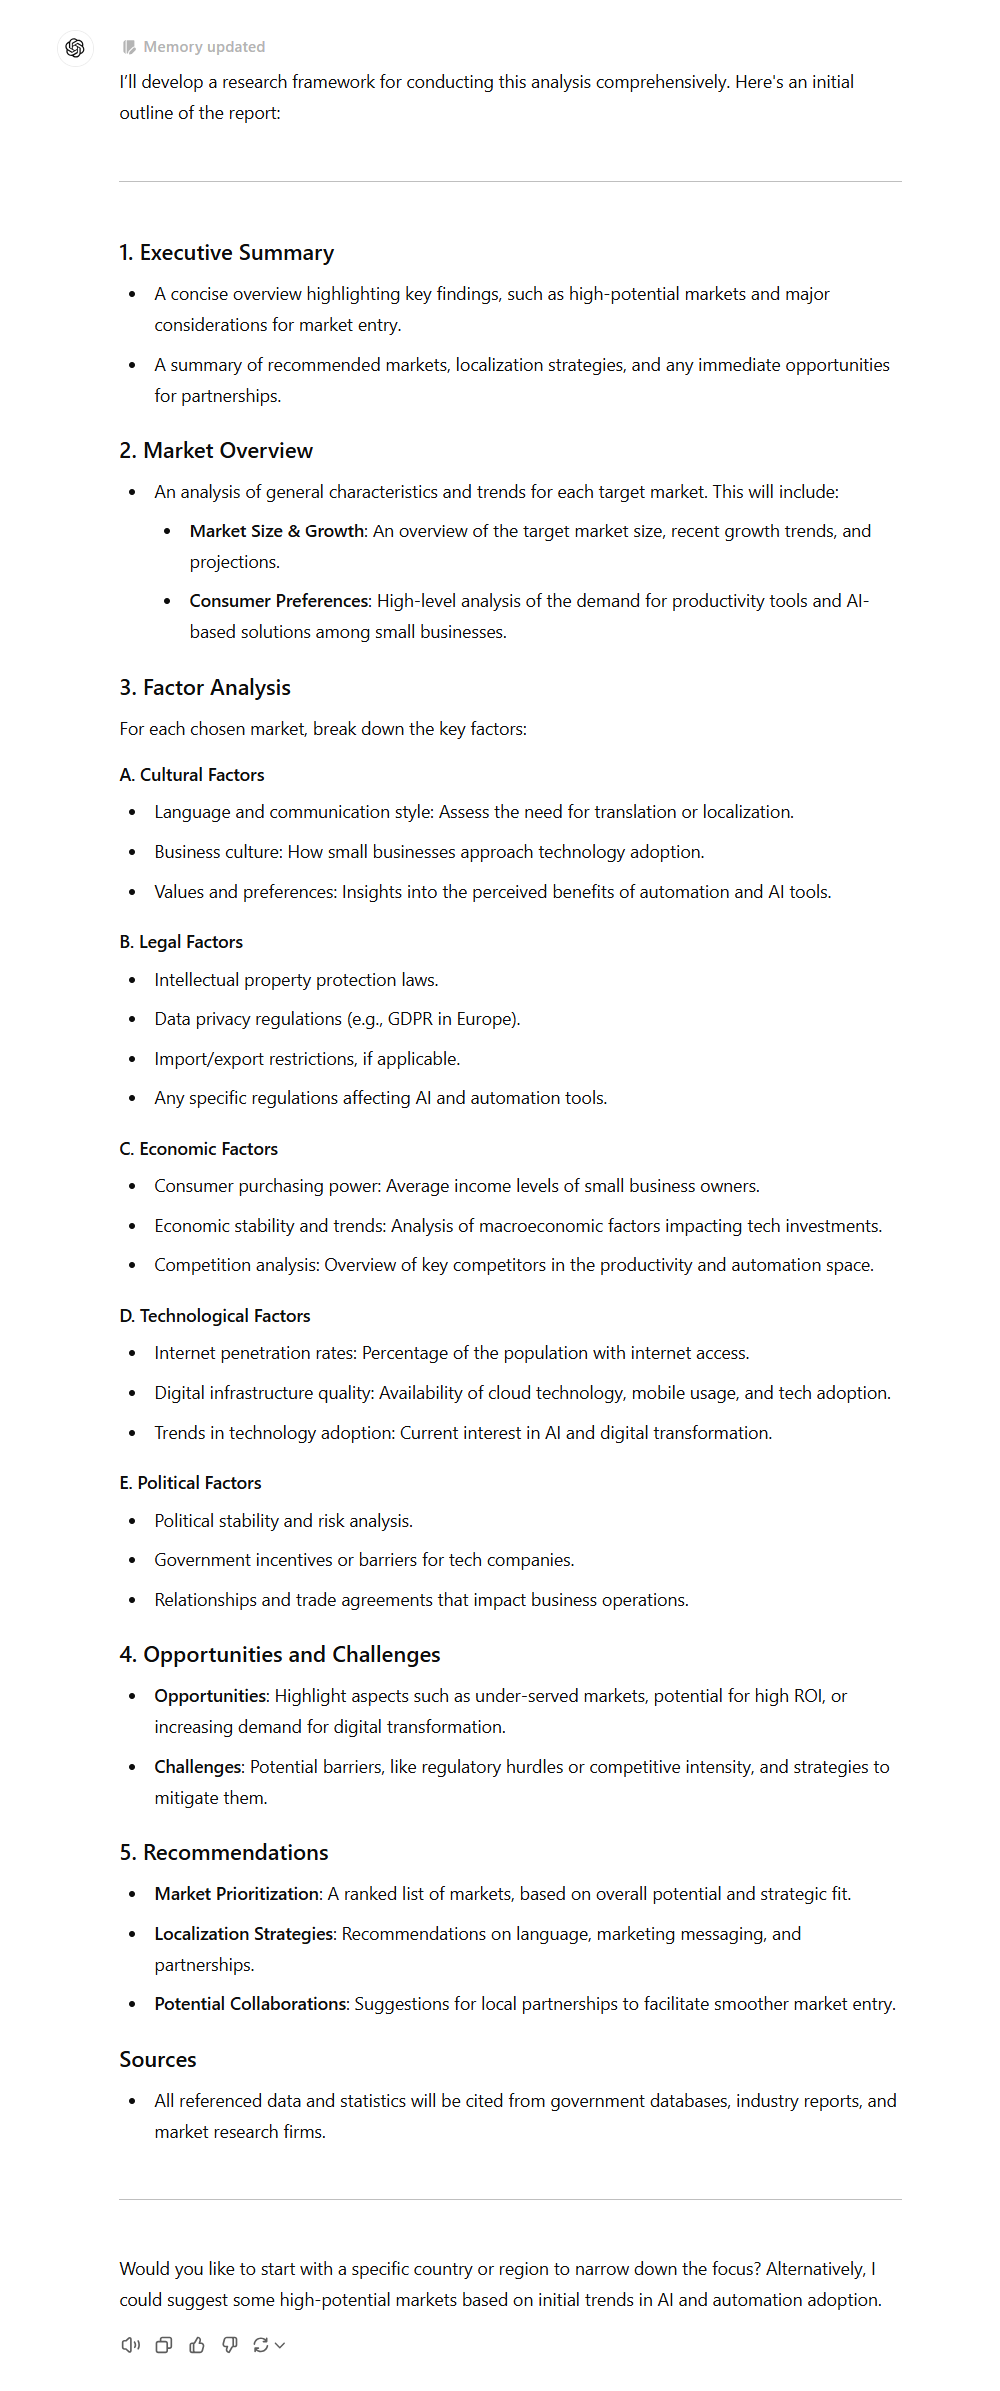 Memory updated
I'll develop a research framework for conducting this analysis comprehensively. Here's an initial
outline of the report:
1. Executive Summary
• A concise overview highlighting key findings, such as high-potential markets and major
considerations for market entry.
• A summary of recommended markets, localization strategies, and any immediate opportunities
for partnerships.
2. Market Overview
• An analysis of general characteristics and trends for each target market. This will include:
• Market Size & Growth: An overview of the target market size, recent growth trends, and
projections.
• Consumer Preferences: High-level analysis of the demand for productivity tools and AI-
based solutions among small businesses.
3. Factor Analysis
For each chosen market, break down the key factors:
A. Cultural Factors
• Language and communication style: Assess the need for translation or localization.
• Business culture: How small businesses approach technology adoption.
• Values and preferences: Insights into the perceived benefits of automation and AI tools.
B. Legal Factors
• Intellectual property protection laws.
• Data privacy regulations (e.g., GDPR in Europe).
• Import/export restrictions, if applicable.
• Any specific regulations affecting AI and automation tools.
C. Economic Factors
• Consumer purchasing power: Average income levels of small business owners.
• Economic stability and trends: Analysis of macroeconomic factors impacting tech investments.
• Competition analysis: Overview of key competitors in the productivity and automation space.
D. Technological Factors
• Internet penetration rates: Percentage of the population with internet access.
• Digital infrastructure quality: Availability of cloud technology, mobile usage, and tech adoption.
• Trends in technology adoption: Current interest in AI and digital transformation.
E. Political Factors
• Political stability and risk analysis.
• Government incentives or barriers for tech companies.
• Relationships and trade agreements that impact business operations.
4. Opportunities and Challenges
• Opportunities: Highlight aspects such as under-served markets, potential for high ROI, or
increasing demand for digital transformation.
• Challenges: Potential barriers, like regulatory hurdles or competitive intensity, and strategies to
mitigate them.
5. Recommendations
• Market Prioritization: A ranked list of markets, based on overall potential and strategic fit.
• Localization Strategies: Recommendations on language, marketing messaging, and
partnerships.
• Potential Collaborations: Suggestions for local partnerships to facilitate smoother market entry.
Sources
• All referenced data and statistics will be cited from government databases, industry reports, and
market research firms.
Would you like to start with a specific country or region to narrow down the focus? Alternatively, I
could suggest some high-potential markets based on initial trends in AI and automation adoption.